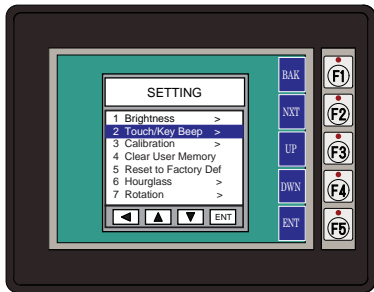 SETTING
1 Brightness >
2 Touch/Key Beep >
3 Calibration >
4 Clear User Memory
5 Reset to Factory Def
6 Hourglass >
7 Rotation >
ENT
BAK
NXT
UP
DWN
ENT
F1
F2
F3
F4
F5